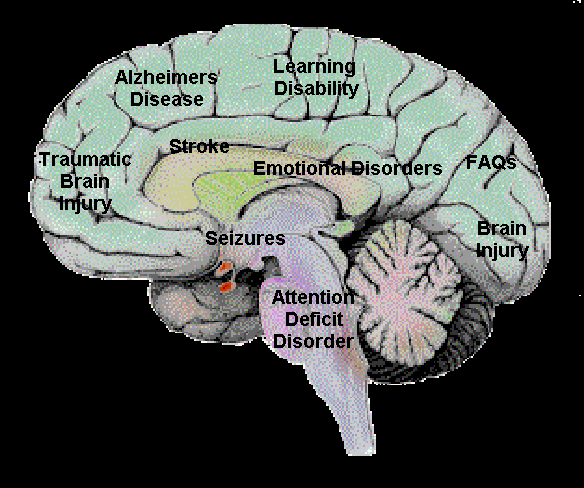 Alzheimers
Disease
Learning
Disability
Stroke
Traumatic
Brain
Injury
Emotional Disorders
FAQs
Seizures
Brain
Injury
Attention
Deficit
Disorder